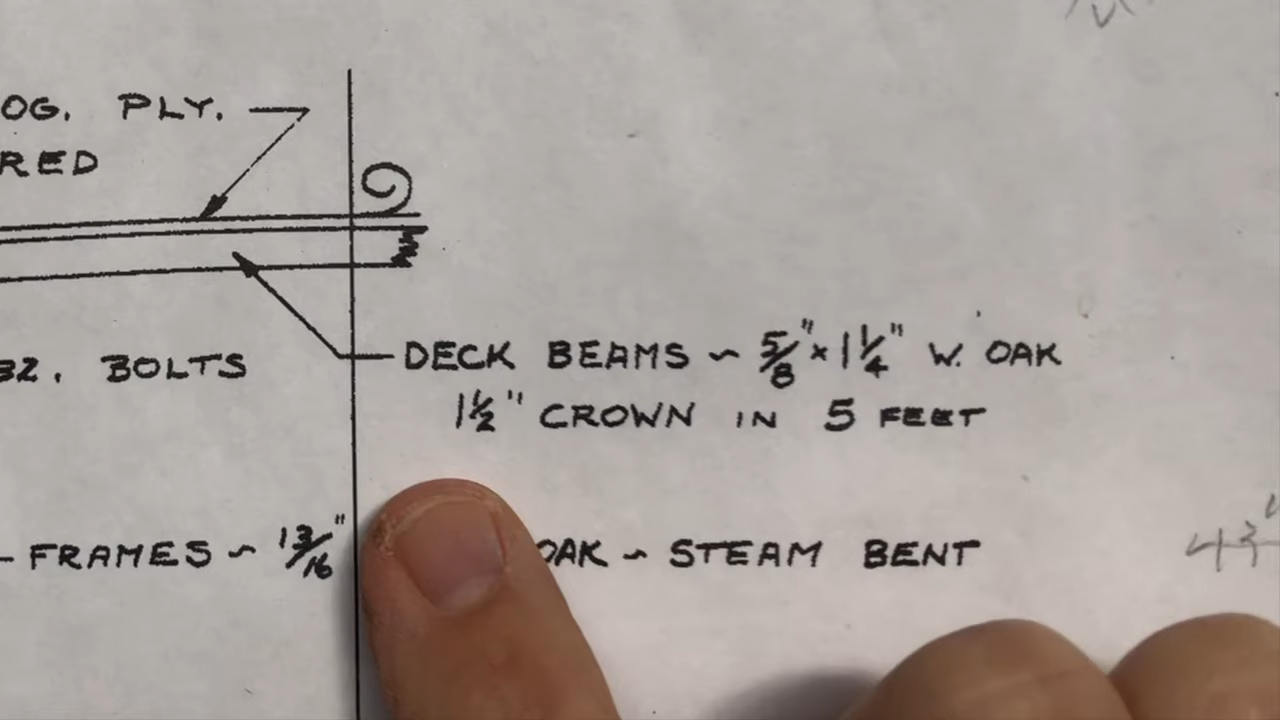 OG. PLY.
RED
DECK BEAMS ~ 5/8" x 1 1/4" W. OAK
1 1/2" CROWN IN 5 FEET
BOLTS
FRAMES ~ 13/16"
OAK ~ STEAM BENT
43"